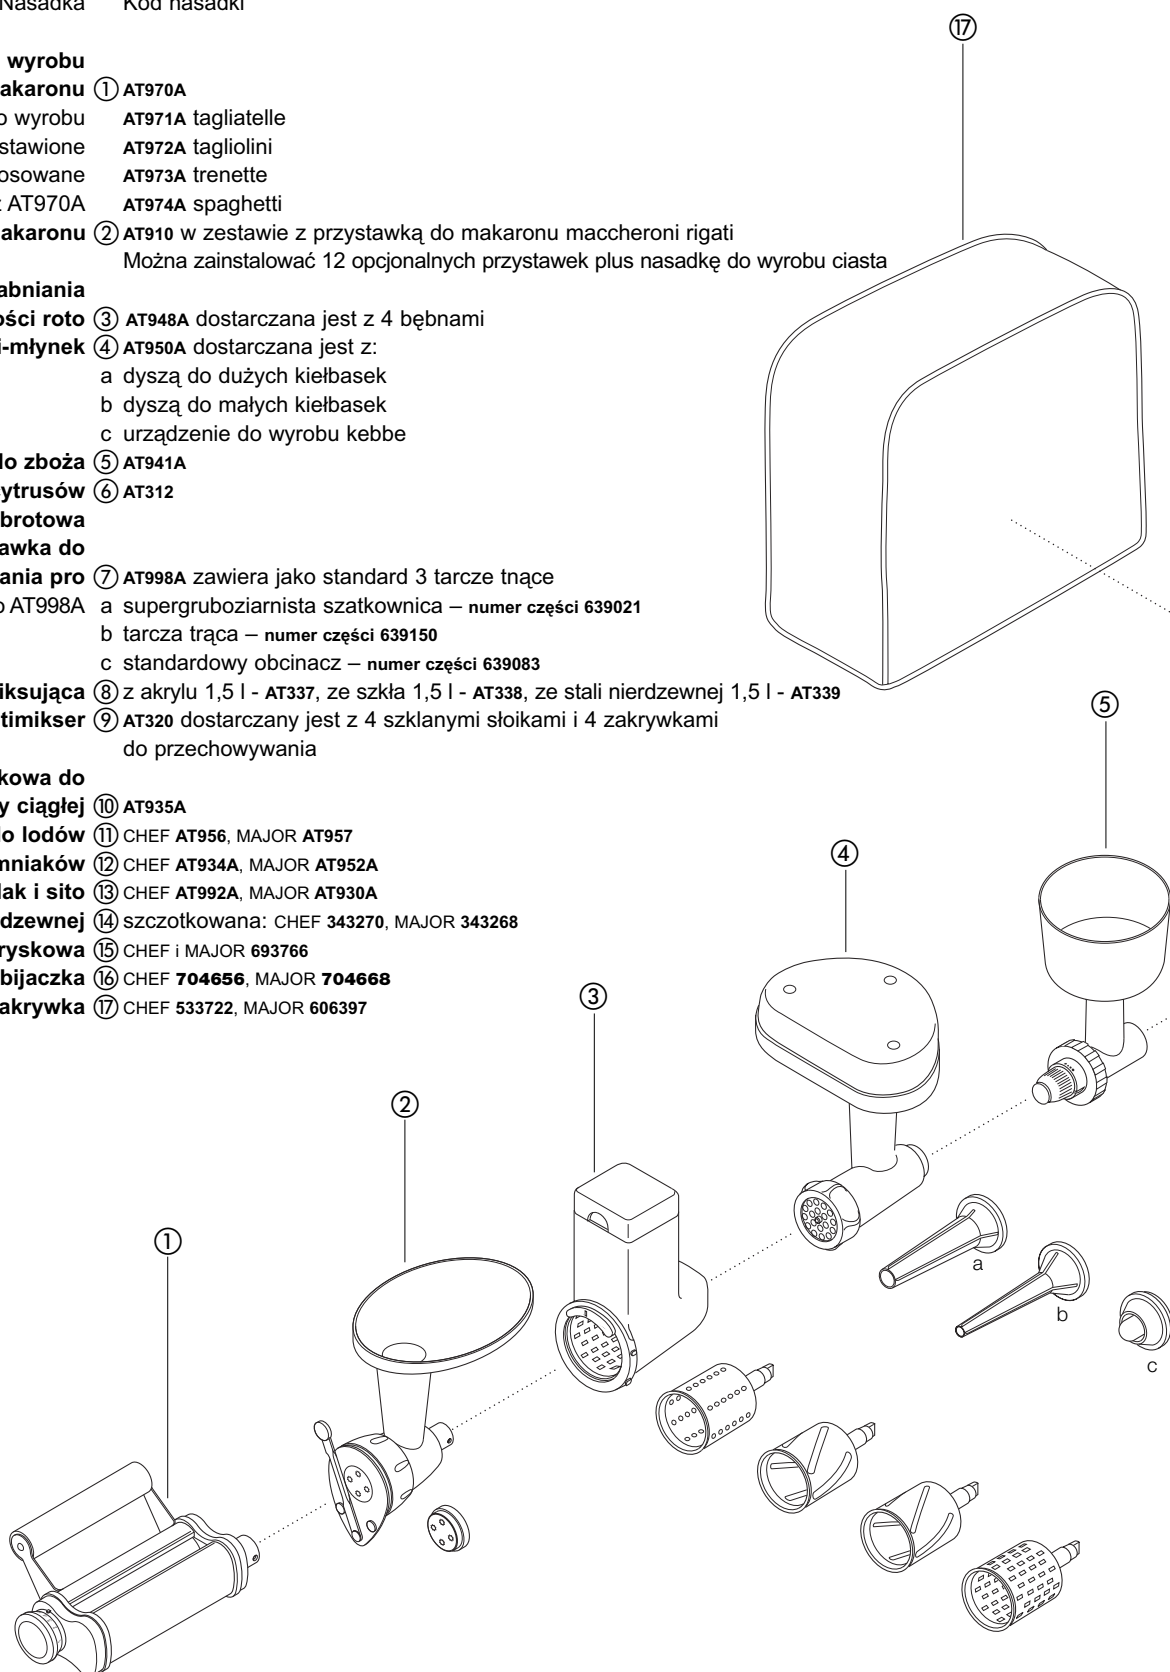 Nasadka Kod nasadki
wyrobu
akaronu ① AT970A
o wyrobu AT971A tagliatelle
stawione AT972A tagliolini
osowane AT973A trenette
z AT970A AT974A spaghetti
akaronu ② AT910 w zestawie z przystawką do makaronu maccheroni rigati
Można zainstalować 12 opcjonalnych przystawek plus nasadkę do wyrobu ciasta
abniania
ości roto ③ AT948A dostarczana jest z 4 bębnami
i-młynek ④ AT950A dostarczana jest z:
a dyszą do dużych kiełbasek
b dyszą do małych kiełbasek
c urządzenie do wyrobu kebbe
do zboża ⑤ AT941A
cytrusów ⑥ AT312
brotowa
awka do
ania pro ⑦ AT998A zawiera jako standard 3 tarcze tnące
o AT998A a supergruboziarnista szatkownica – numer części 639021
b tarcza trąca – numer części 639150
c standardowy obcinacz – numer części 639083
iksująca ⑧ z akrylu 1,5 l - AT337, ze szkła 1,5 l - AT338, ze stali nierdzewnej 1,5 l - AT339
timikser ⑨ AT320 dostarczany jest z 4 szklanymi słoikami i 4 zakrywkami
do przechowywania
kowa do
y ciągłej ⑩ AT935A
do lodów ⑪ CHEF AT956, MAJOR AT957
mniaków ⑫ CHEF AT934A, MAJOR AT952A
lak i sito ⑬ CHEF AT992A, MAJOR AT930A
dzewnej ⑭ szczotkowana: CHEF 343270, MAJOR 343268
ryskowa ⑮ CHEF i MAJOR 693766
bijaczka ⑯ CHEF 704656, MAJOR 704668
akrywka ⑰ CHEF 533722, MAJOR 606397
⑰
⑤
④
③
②
①
a
b
c